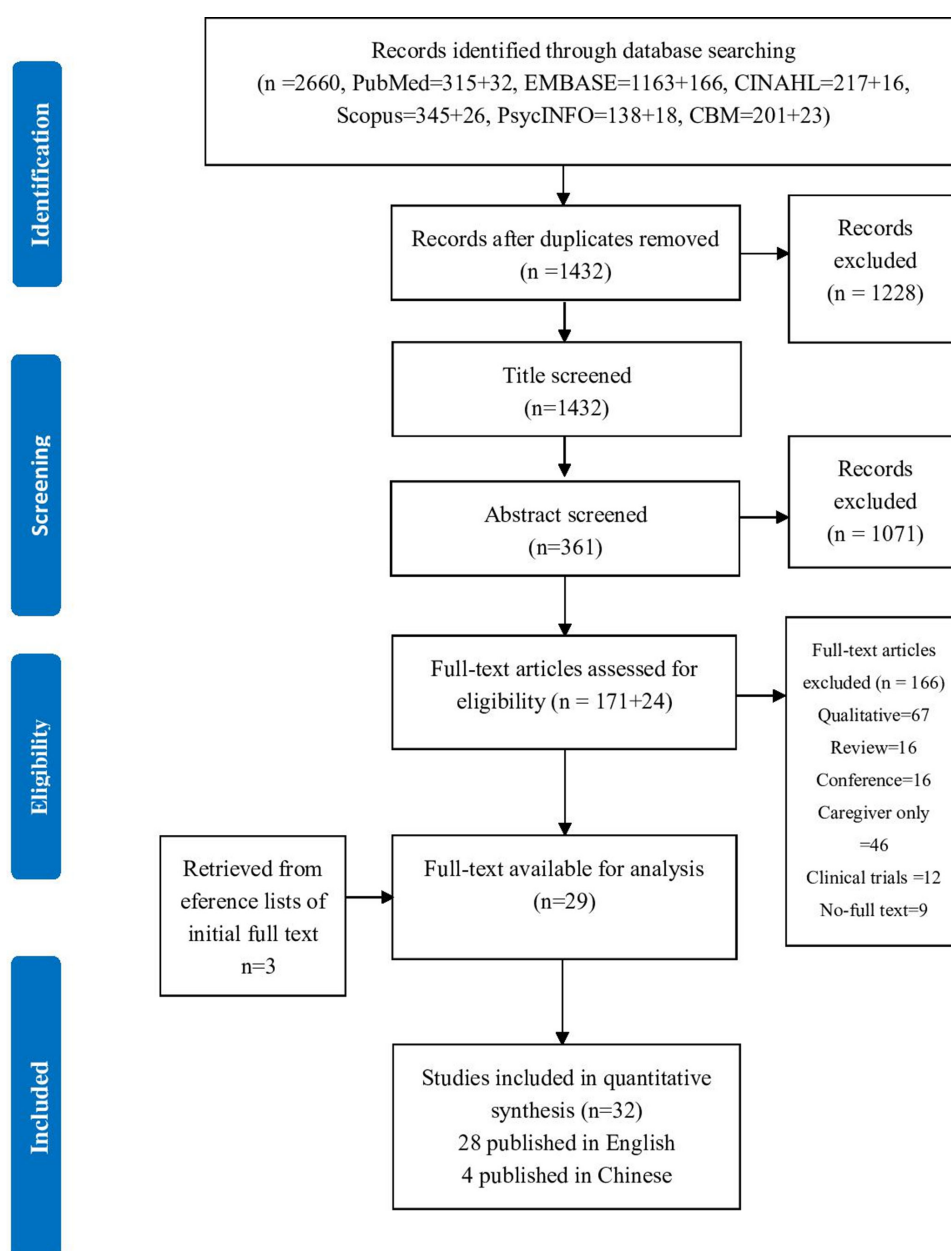 Records identified through database searching
(n =2660, PubMed=315+32, EMBASE=1163+166, CINAHL=217+16,
Scopus=345+26, PsycINFO=138+18, CBM=201+23)
Identification
Records after duplicates removed
(n =1432)
Records
excluded
(n = 1228)
Title screened
(n=1432)
Screening
Abstract screened
(n=361)
Records
excluded
(n = 1071)
Full-text articles assessed for
eligibility (n = 171+24)
Full-text articles
excluded (n = 166)
Qualitative=67
Review=16
Conference=16
Caregiver only
=46
Clinical trials =12
No-full text=9
Eligibility
Retrieved from
eference lists of
initial full text
n=3
Full-text available for analysis
(n=29)
Included
Studies included in quantitative
synthesis (n=32)
28 published in English
4 published in Chinese